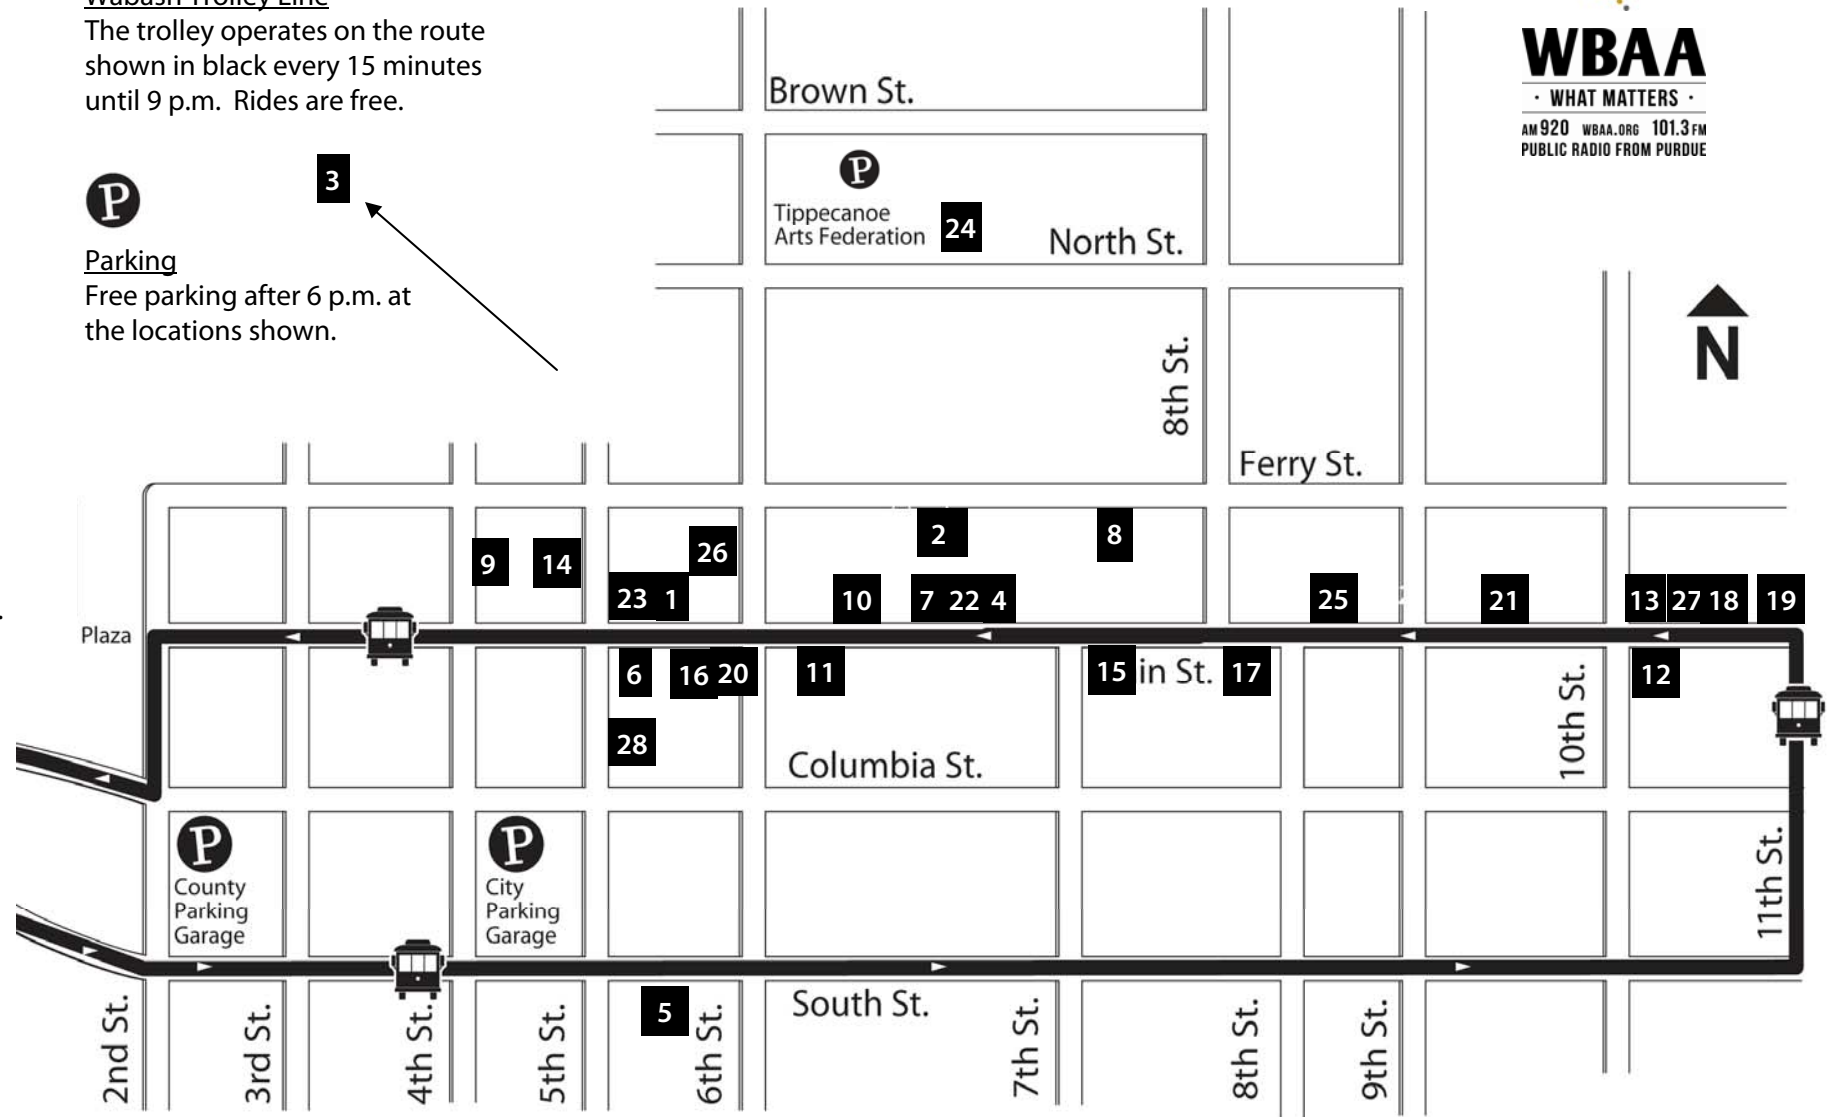 Wabash Trolley Line
The trolley operates on the route
shown in black every 15 minutes
until 9 p.m. Rides are free.
WBAA
· WHAT MATTERS ·
AM 920 WBAA.ORG 101.3 FM
PUBLIC RADIO FROM PURDUE
Brown St.
P
3
P
Tippecanoe
Arts Federation
24
North St.
Parking
Free parking after 6 p.m. at
the locations shown.
N
8th St.
Ferry St.
2
8
26
9
14
23
1
10
7
22
4
25
21
13
27
18
19
Plaza
6
16
20
11
15
in St.
17
12
10th St.
28
Columbia St.
P
County
Parking
Garage
P
City
Parking
Garage
11th St.
5
South St.
2nd St.
3rd St.
4th St.
5th St.
6th St.
7th St.
8th St.
9th St.